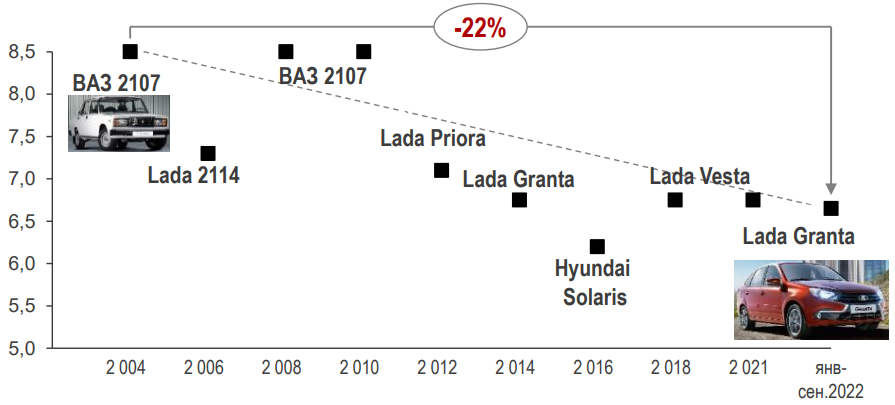 -22%
8,5
8,0
7,5
7,0
6,5
6,0
5,5
5,0
ВАЗ 2107
Lada 2114
ВАЗ 2107
Lada Priora
Lada Granta
Hyundai
Solaris
Lada Vesta
Lada Granta
2 004 2 006 2 008 2 010 2 012 2 014 2 016 2 018 2 021 янв-
сен.2022